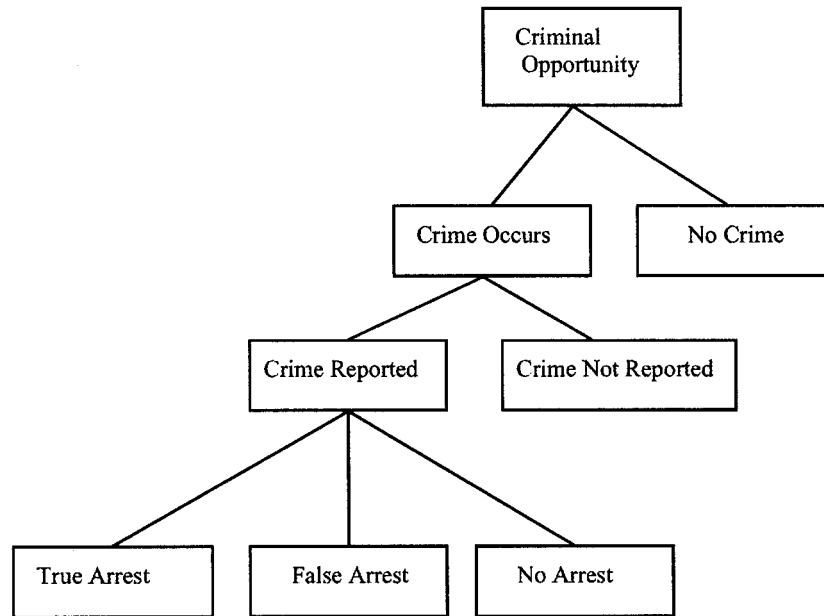 Criminal
Opportunity
Crime Occurs
No Crime
Crime Reported
Crime Not Reported
True Arrest
False Arrest
No Arrest